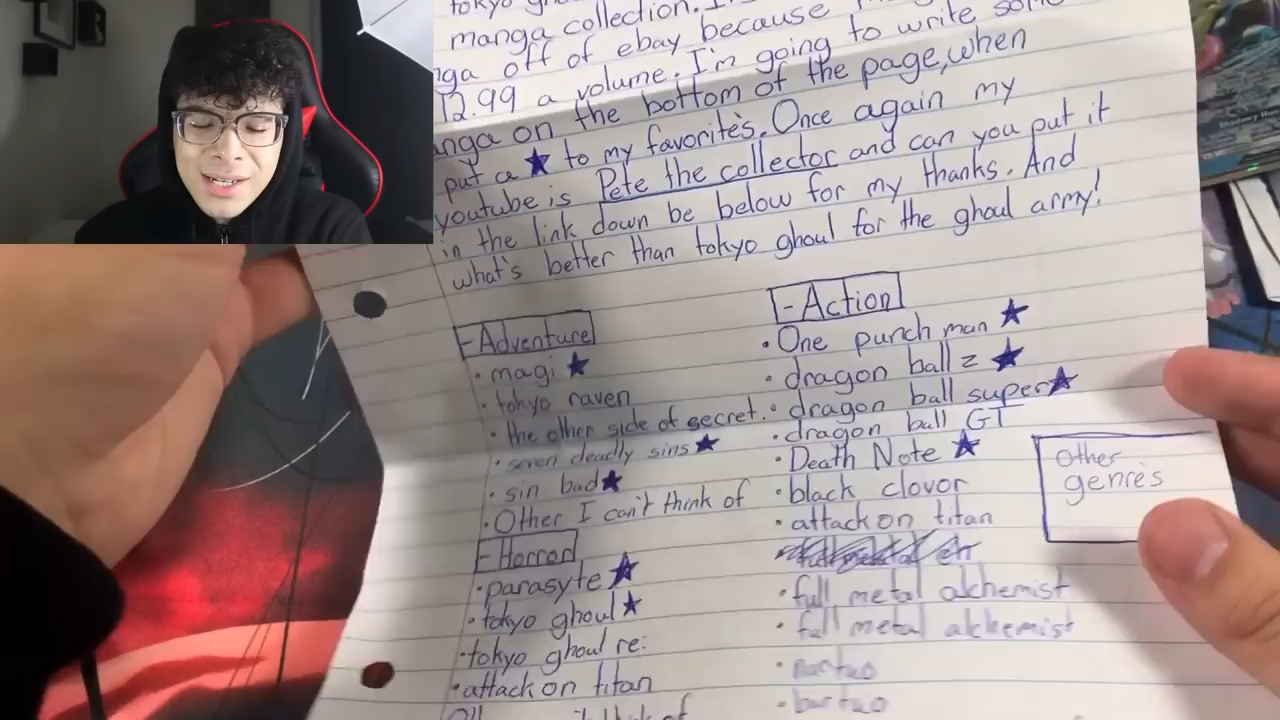 tokyo
manga collection.
nga off of ebay because
12.99 a volume. I'm going to write some
anga on the bottom of the page, when
put a ★ to my favorite's. Once again my
youtube is Pete the collector and can you put it
in the link down be below for my thanks. And
what's better than tokyo ghoul for the ghoul army!
-Adventure
• magi ★
• tokyo raven
• the other side of secret.
• seven deadly sins ★
• sin bad ★
• Other I can't think of
-Horror
• parasyte ★
• tokyo ghoul ★
• tokyo ghoul re:
• attack on titan
-Action
• One punch man ★
• dragon ball z ★
• dragon ball super ★
• dragon ball GT
• Death Note ★
• black clovor
• attack on titan
• full metal alchemist
• full metal alchemist
Other
genre's